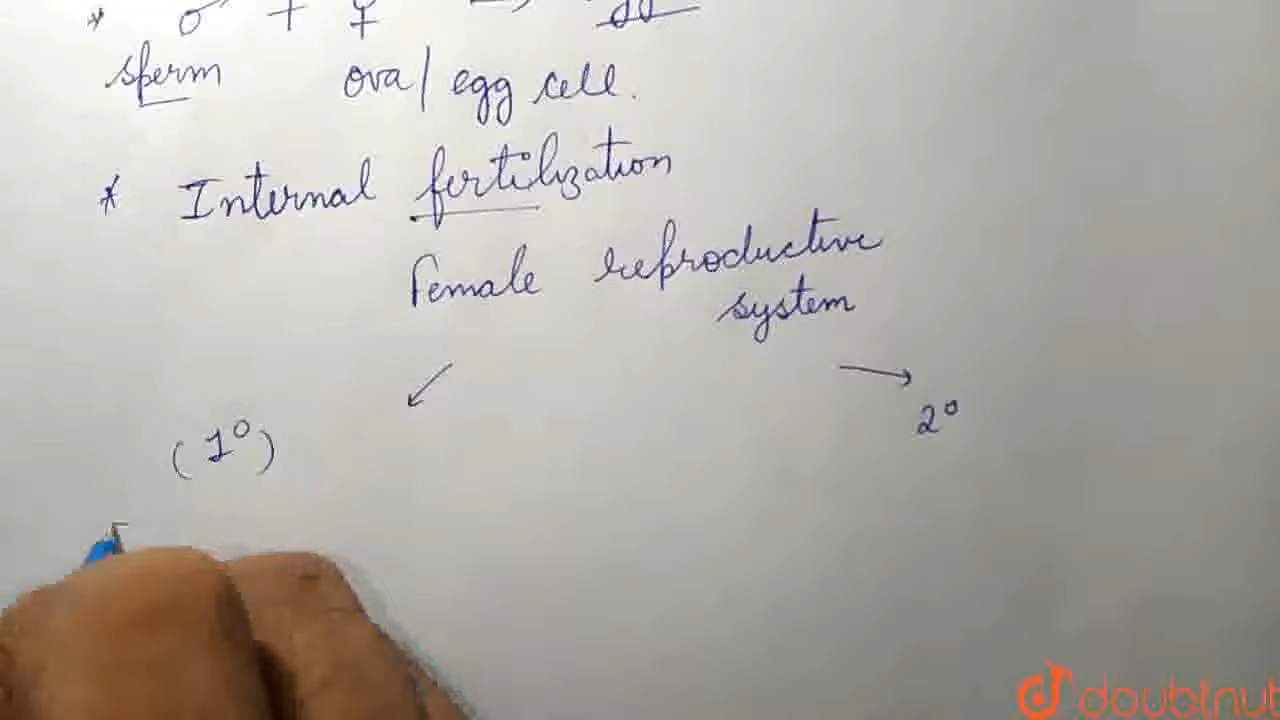 * ♂ + ♀ →
sperm ova/ egg cell.
* Internal fertilization
Female reproductive
system
(1°) 2°
doubtnut